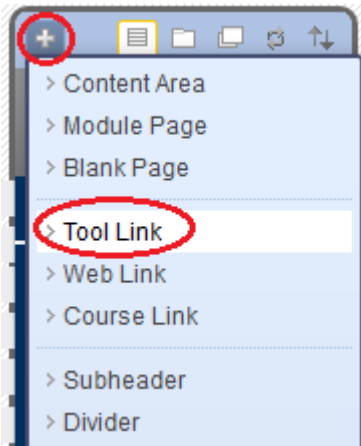 Content Area
Module Page
Blank Page
Tool Link
Web Link
Course Link
Subheader
Divider